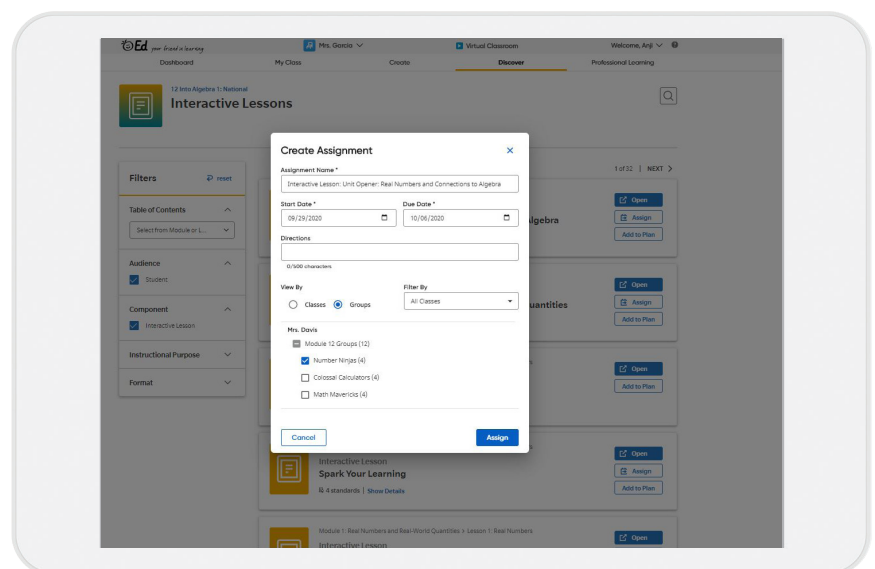 Ed your friend in learning
Mrs. Garcia
Virtual Classroom
Welcome, Anji
Dashboard
My Class
Create
Discover
Professional Learning
12 Into Algebra 1: National
Interactive Lessons
Filters
reset
Table of Contents
Select from Module or L...
Audience
Student
Component
Interactive Lesson
Instructional Purpose
Format
1 of 32 | NEXT
Create Assignment
Assignment Name *
Interactive Lesson: Unit Opener: Real Numbers and Connections to Algebra
Start Date *
Due Date *
09/29/2020
10/06/2020
Directions
0/500 characters
View By
Filter By
Classes
Groups
All Classes
Mrs. Davis
Module 12 Groups (12)
Number Ninjas (4)
Colossal Calculators (4)
Math Mavericks (4)
Cancel
Assign
lgebra
Open
Assign
Add to Plan
uantities
Open
Assign
Add to Plan
Open
Add to Plan
Interactive Lesson
Spark Your Learning
4 standards | Show Details
Open
Assign
Add to Plan
Module 1: Real Numbers and Real-World Quantities > Lesson 1: Real Numbers
Interactive Lesson
Open